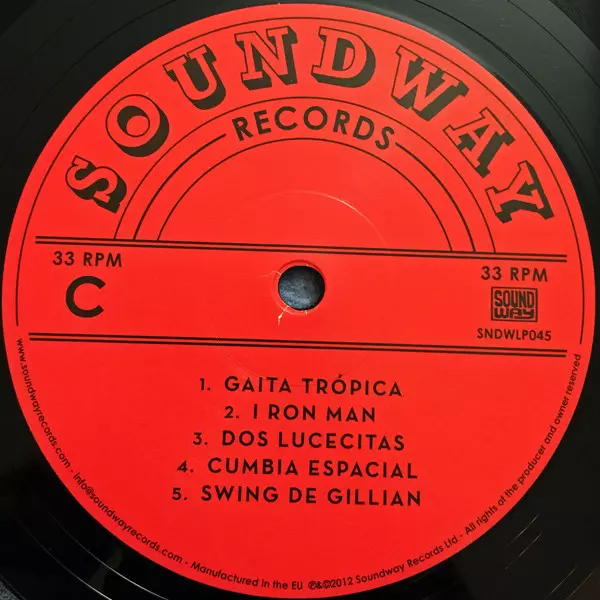 SOUNDWAY
RECORDS
33 RPM
C
33 RPM
SOUND
WAY
SNDWLP045
1. GAITA TRÓPICA
2. I RON MAN
3. DOS LUCECITAS
4. CUMBIA ESPACIAL
5. SWING DE GILLIAN
www.soundwayrecords.com - info@soundwayrecords.com - Manufactured in the EU ℗&©2012 Soundway Records Ltd - All rights of the producer and owner reserved